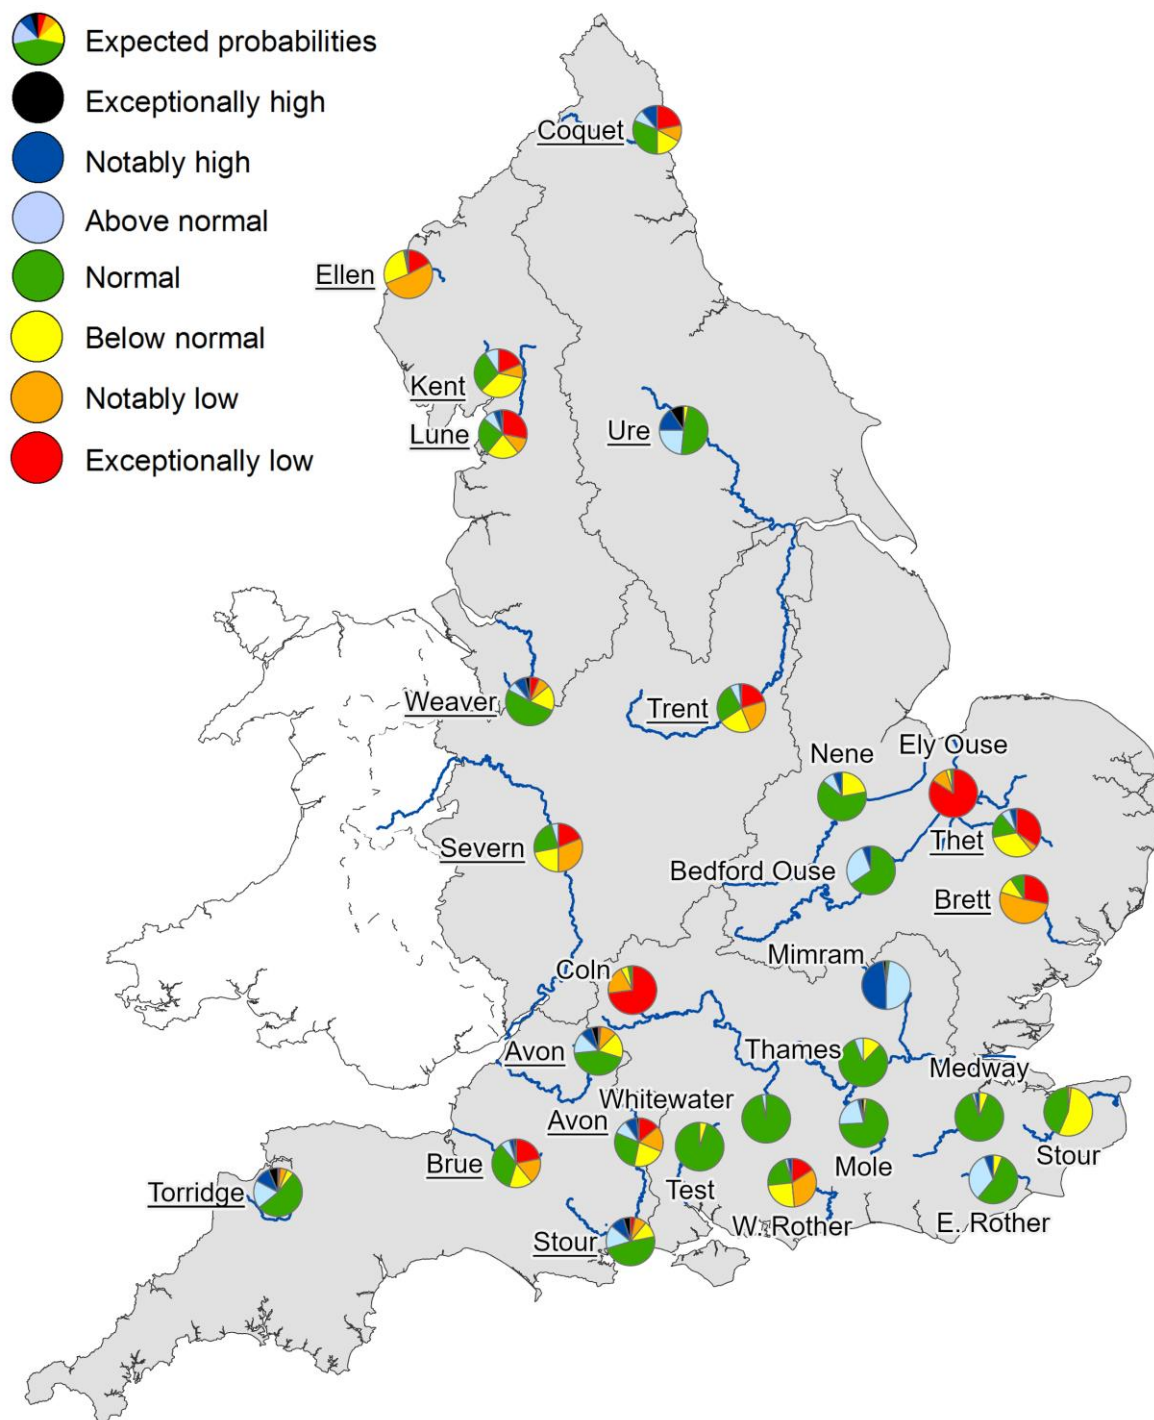 Expected probabilities
Exceptionally high
Notably high
Above normal
Normal
Below normal
Notably low
Exceptionally low
Coquet
Ellen
Kent
Lune
Ure
Weaver
Trent
Nene
Ely Ouse
Severn
Thet
Bedford Ouse
Brett
Mimram
Coln
Avon
Thames
Medway
Whitewater
Avon
Brue
Mole
Stour
Torridge
Test
W. Rother
E. Rother
Stour